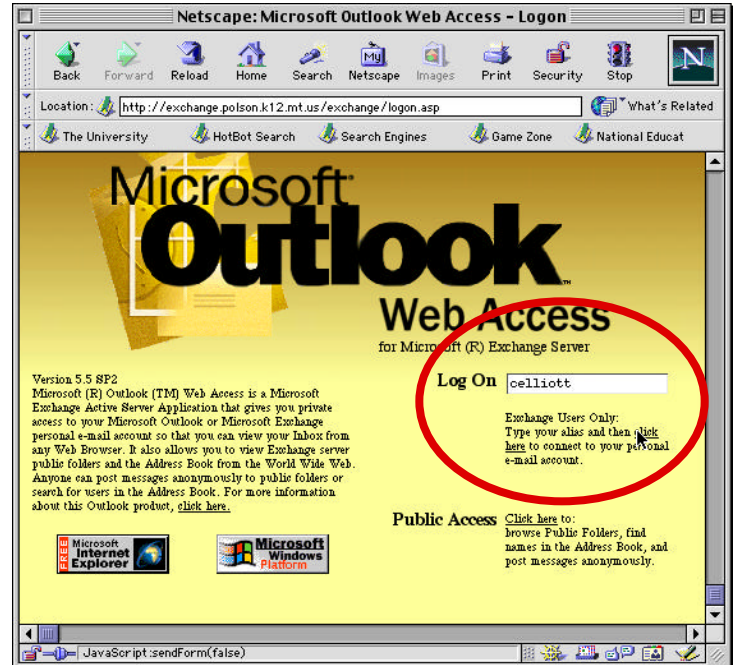 Netscape: Microsoft Outlook Web Access - Logon
Back Forward Reload Home Search Netscape Images Print Security Stop
My
N
Location: http://exchange.polson.k12.mt.us/exchange/logon.asp What's Related
The University HotBot Search Search Engines Game Zone National Educat
Microsoft
Outlook™
Web Access
for Microsoft (R) Exchange Server
Log On celliott
Exchange Users Only:
Type your alias and then click
here to connect to your personal
e-mail account.
Version 5.5 SP2
Microsoft (R) Outlook (TM) Web Access is a Microsoft
Exchange Active Server Application that gives you private
access to your Microsoft Outlook or Microsoft Exchange
personal e-mail account so that you can view your Inbox from
any Web Browser. It also allows you to view Exchange server
public folders and the Address Book from the World Wide Web.
Anyone can post messages anonymously to public folders or
search for users in the Address Book. For more information
about this Outlook product, click here.
Public Access Click here to:
browse Public Folders, find
names in the Address Book, and
post messages anonymously.
FREE
Microsoft
Internet
Explorer
Microsoft
Windows
Platform
JavaScript:sendForm(false)